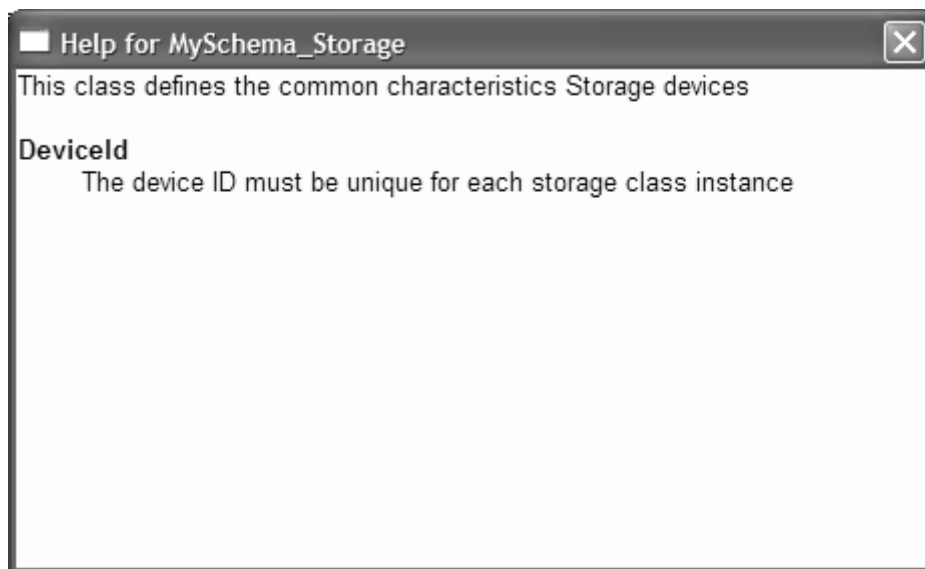 Help for MySchema_Storage
This class defines the common characteristics Storage devices
DeviceId
The device ID must be unique for each storage class instance